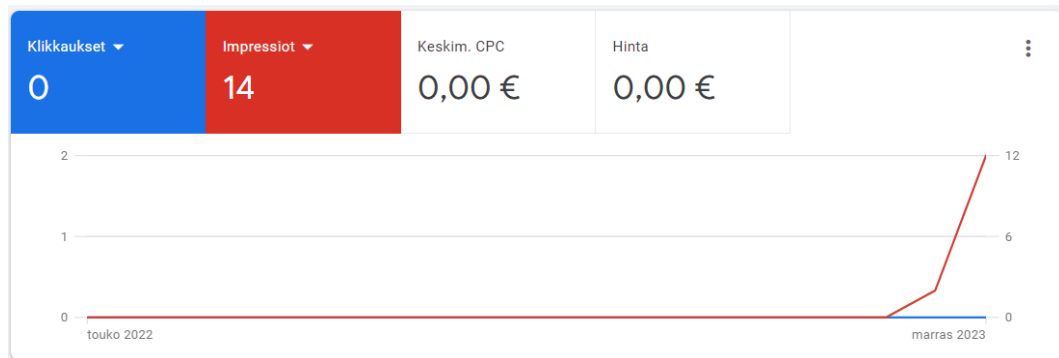 Klikkaukset
0
Impressiot
14
Keskim. CPC
0,00 €
Hinta
0,00 €
2
12
1
6
0
0
touko 2022
marras 2023